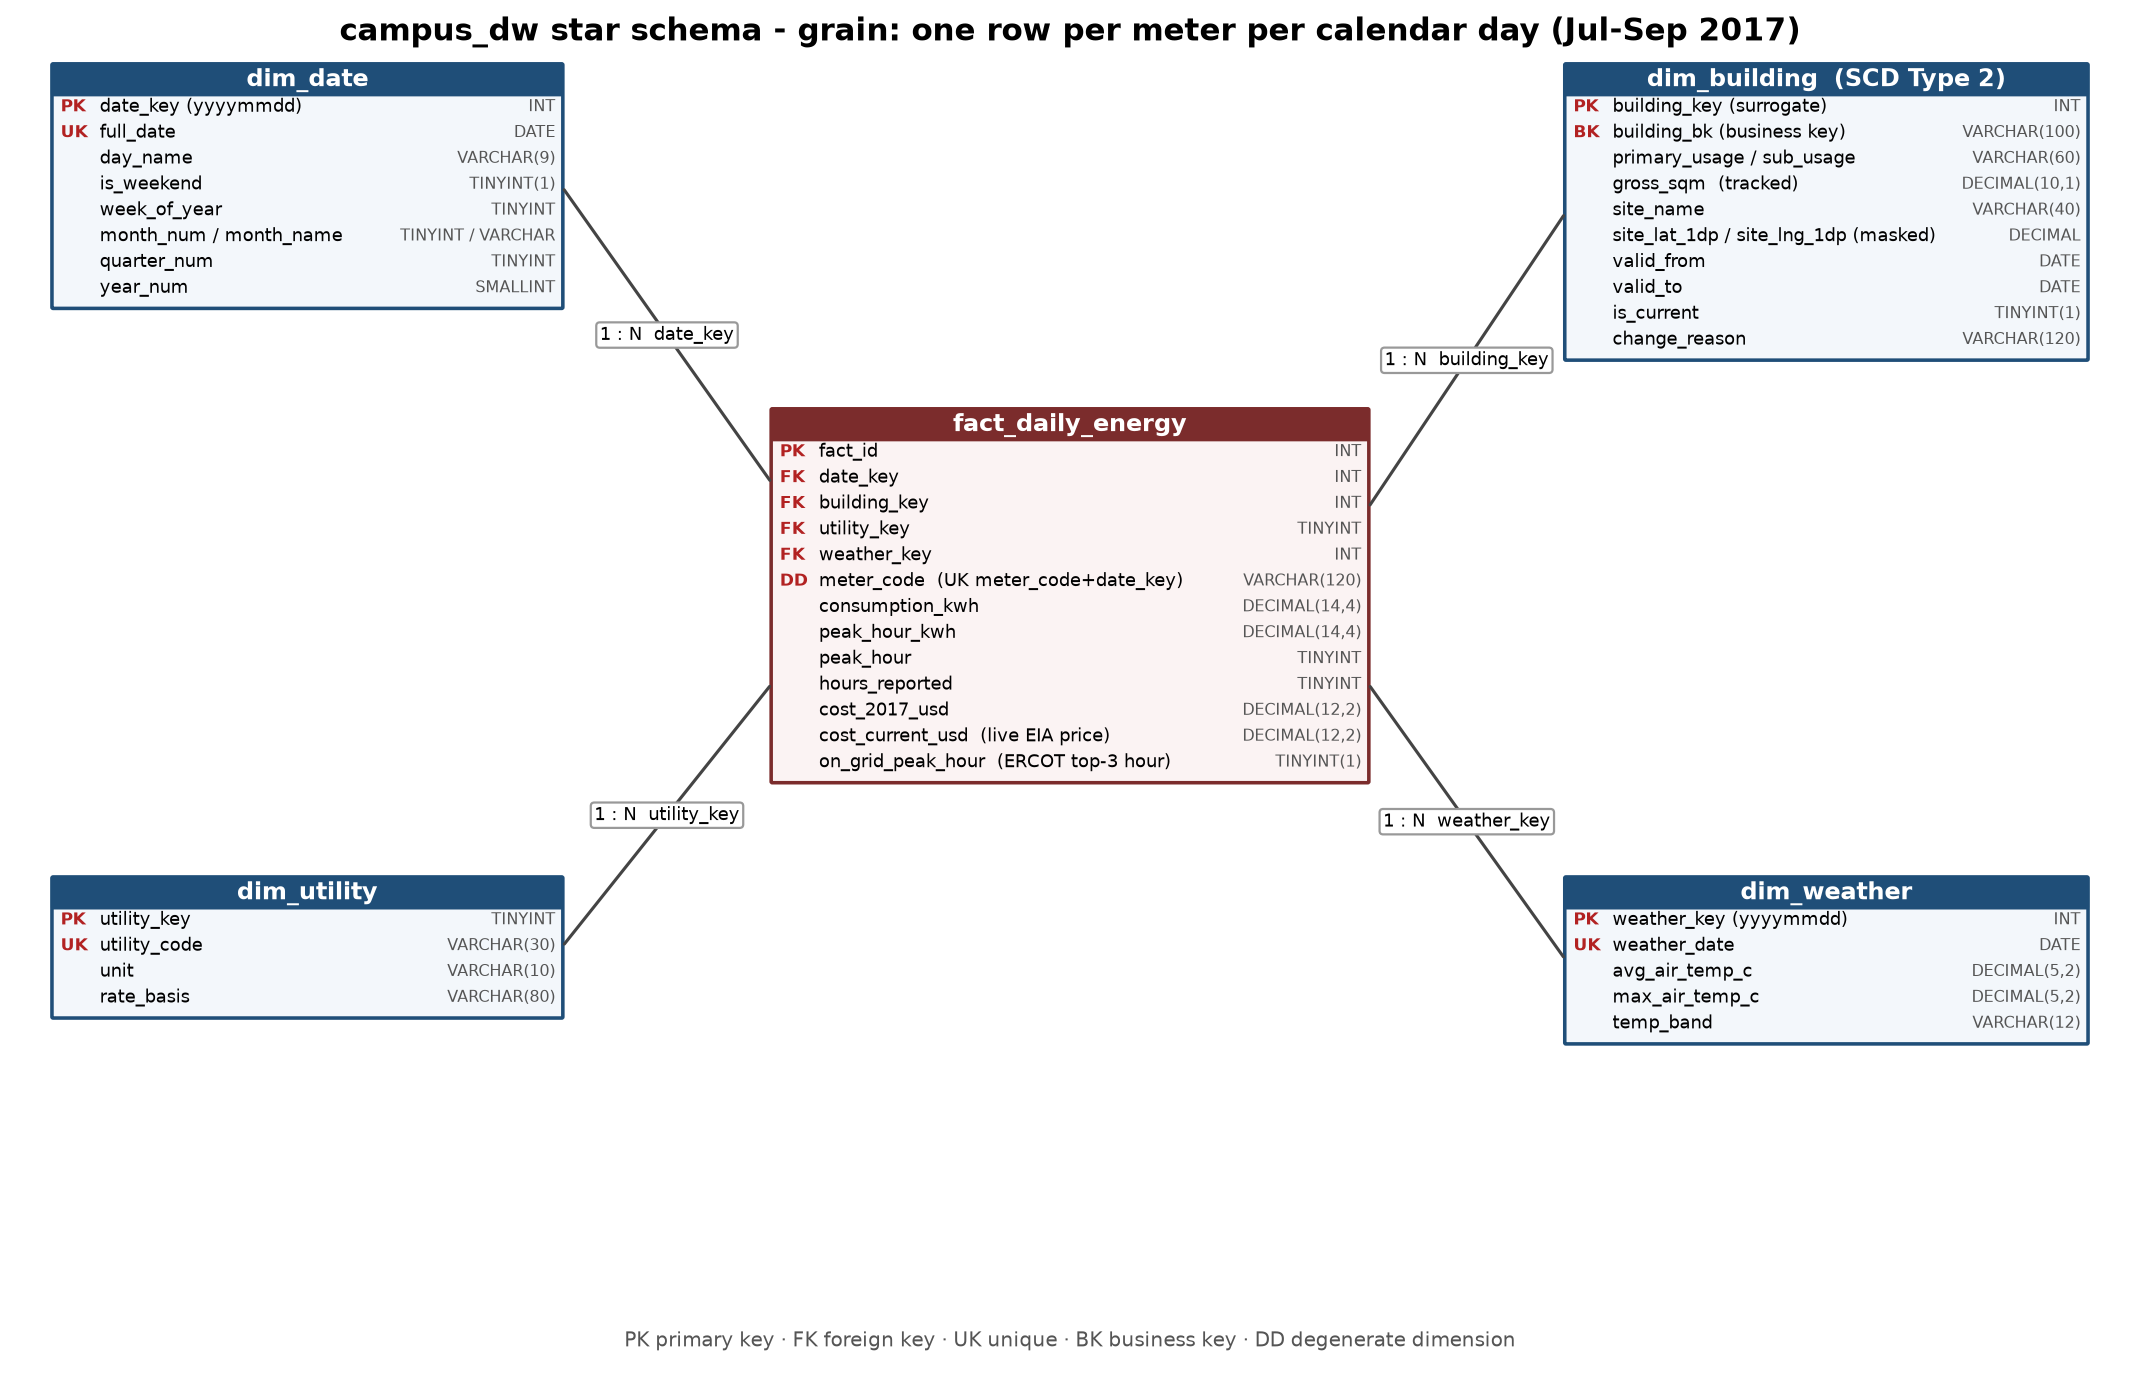 campus_dw star schema - grain: one row per meter per calendar day (Jul-Sep 2017)
dim_date
PK date_key (yyyymmdd) INT
UK full_date DATE
day_name VARCHAR(9)
is_weekend TINYINT(1)
week_of_year TINYINT
month_num / month_name TINYINT / VARCHAR
quarter_num TINYINT
year_num SMALLINT
dim_building (SCD Type 2)
PK building_key (surrogate) INT
BK building_bk (business key) VARCHAR(100)
primary_usage / sub_usage VARCHAR(60)
gross_sqm (tracked) DECIMAL(10,1)
site_name VARCHAR(40)
site_lat_1dp / site_lng_1dp (masked) DECIMAL
valid_from DATE
valid_to DATE
is_current TINYINT(1)
change_reason VARCHAR(120)
1 : N date_key
1 : N building_key
fact_daily_energy
PK fact_id INT
FK date_key INT
FK building_key INT
FK utility_key TINYINT
FK weather_key INT
DD meter_code (UK meter_code+date_key) VARCHAR(120)
consumption_kwh DECIMAL(14,4)
peak_hour_kwh DECIMAL(14,4)
peak_hour TINYINT
hours_reported TINYINT
cost_2017_usd DECIMAL(12,2)
cost_current_usd (live EIA price) DECIMAL(12,2)
on_grid_peak_hour (ERCOT top-3 hour) TINYINT(1)
1 : N utility_key
1 : N weather_key
dim_utility
PK utility_key TINYINT
UK utility_code VARCHAR(30)
unit VARCHAR(10)
rate_basis VARCHAR(80)
dim_weather
PK weather_key (yyyymmdd) INT
UK weather_date DATE
avg_air_temp_c DECIMAL(5,2)
max_air_temp_c DECIMAL(5,2)
temp_band VARCHAR(12)
PK primary key · FK foreign key · UK unique · BK business key · DD degenerate dimension